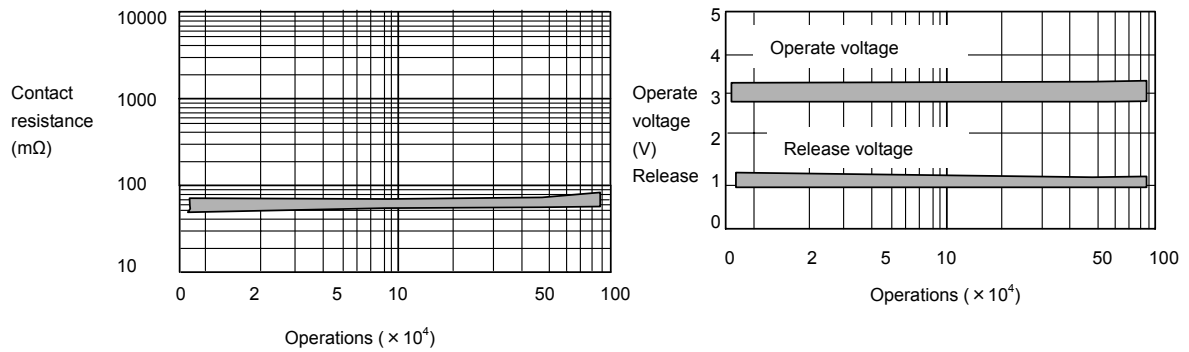 10000
1000
100
10
Contact
resistance
(mΩ)
0 2 5 10 50 100
Operations ( × 10⁴)
5
4
3
2
1
0
Operate
voltage
(V)
Release
Operate voltage
Release voltage
0 2 5 10 50 100
Operations ( × 10⁴)